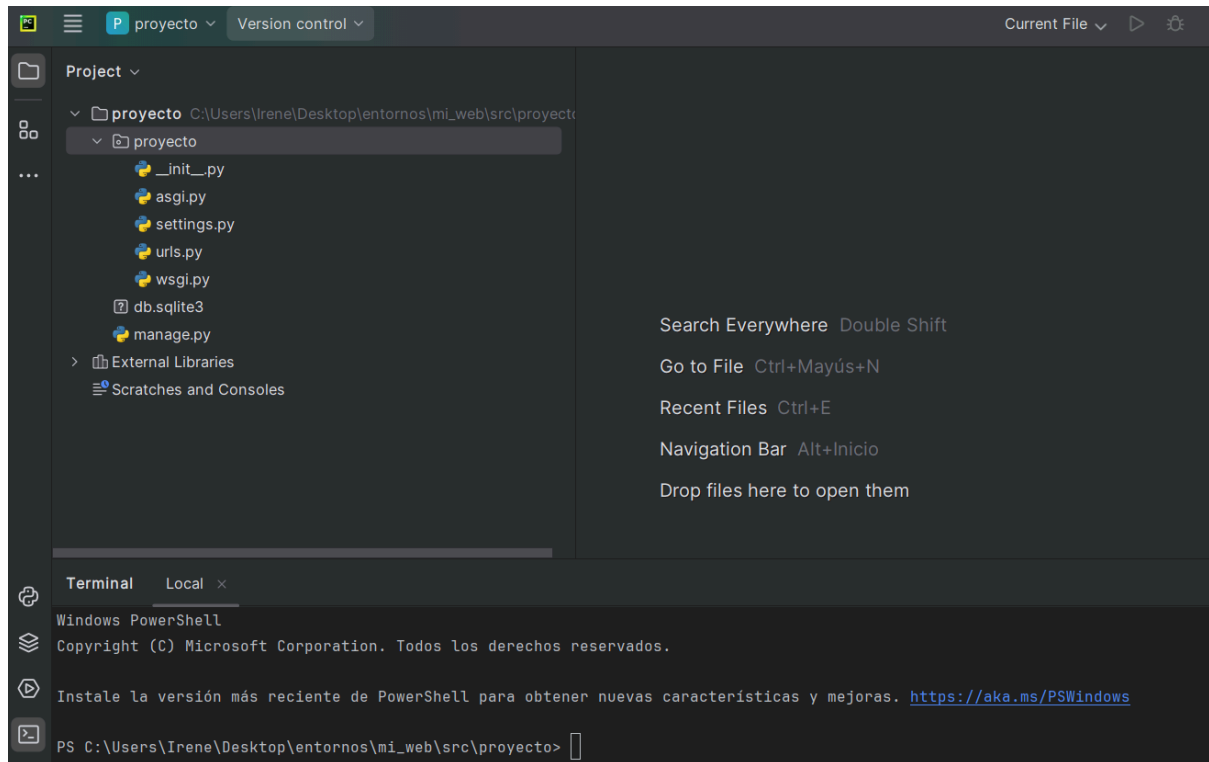 PC
P proyecto Version control Current File
Project
proyecto C:\Users\Irene\Desktop\entornos\mi_web\src\proyecto
proyecto
__init__.py
asgi.py
settings.py
urls.py
wsgi.py
? db.sqlite3
manage.py
External Libraries
Scratches and Consoles
Search Everywhere Double Shift
Go to File Ctrl+Mayús+N
Recent Files Ctrl+E
Navigation Bar Alt+Inicio
Drop files here to open them
Terminal Local ×
Windows PowerShell
Copyright (C) Microsoft Corporation. Todos los derechos reservados.
Instale la versión más reciente de PowerShell para obtener nuevas características y mejoras. https://aka.ms/PSWindows
PS C:\Users\Irene\Desktop\entornos\mi_web\src\proyecto>